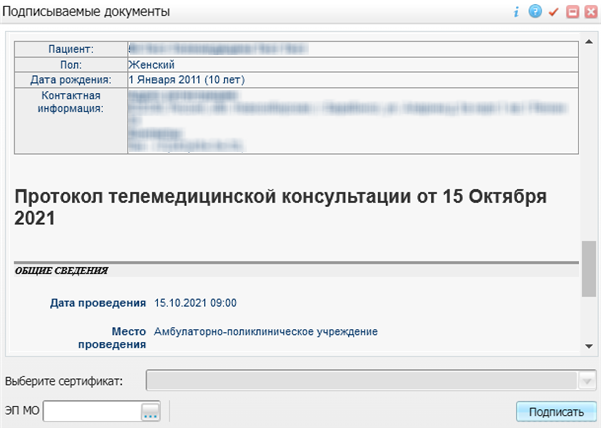 Подписываемые документы
Пациент:
Пол: Женский
Дата рождения: 1 Января 2011 (10 лет)
Контактная
информация:
Протокол телемедицинской консультации от 15 Октября
2021
ОБЩИЕ СВЕДЕНИЯ
Дата проведения 15.10.2021 09:00
Место Амбулаторно-поликлиническое учреждение
проведения
Выберите сертификат:
ЭП МО ... Подписать